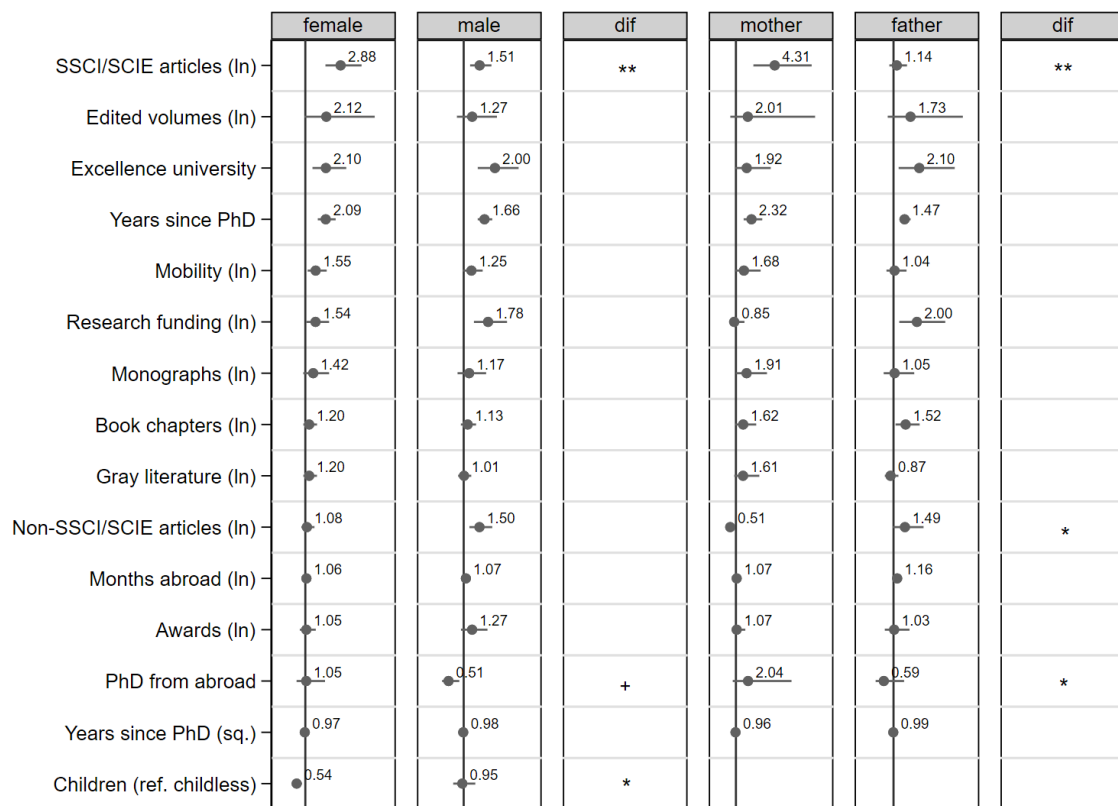 female male dif mother father dif
SSCI/SCIE articles (ln) 2.88 1.51 ** 4.31 1.14 **
Edited volumes (ln) 2.12 1.27 2.01 1.73
Excellence university 2.10 2.00 1.92 2.10
Years since PhD 2.09 1.66 2.32 1.47
Mobility (ln) 1.55 1.25 1.68 1.04
Research funding (ln) 1.54 1.78 0.85 2.00
Monographs (ln) 1.42 1.17 1.91 1.05
Book chapters (ln) 1.20 1.13 1.62 1.52
Gray literature (ln) 1.20 1.01 1.61 0.87
Non-SSCI/SCIE articles (ln) 1.08 1.50 0.51 1.49 *
Months abroad (ln) 1.06 1.07 1.07 1.16
Awards (ln) 1.05 1.27 1.07 1.03
PhD from abroad 1.05 0.51 + 2.04 0.59 *
Years since PhD (sq.) 0.97 0.98 0.96 0.99
Children (ref. childless) 0.54 0.95 *